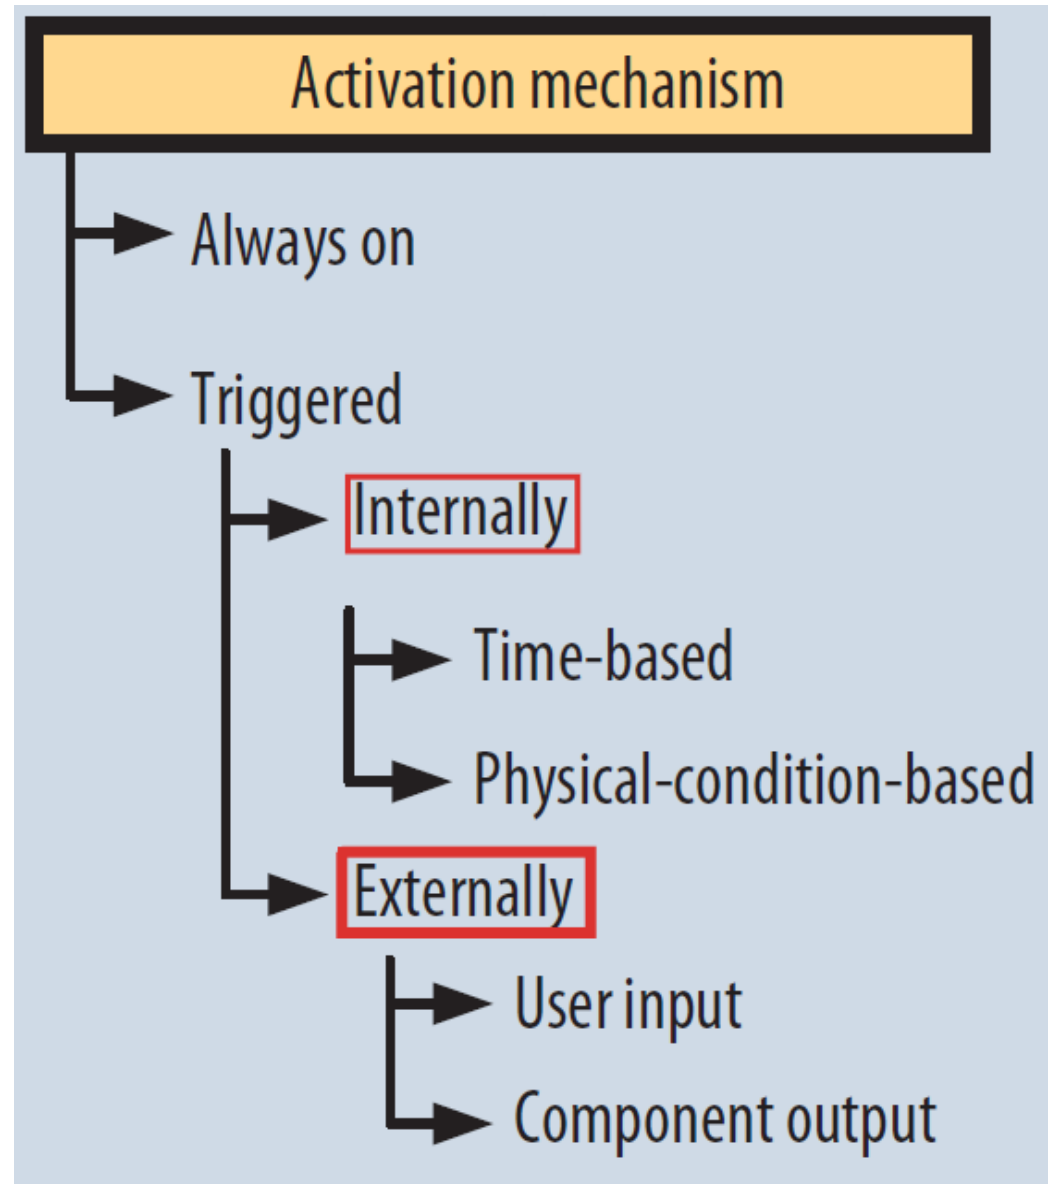 Activation mechanism
Always on
Triggered
Internally
Time-based
Physical-condition-based
Externally
User input
Component output